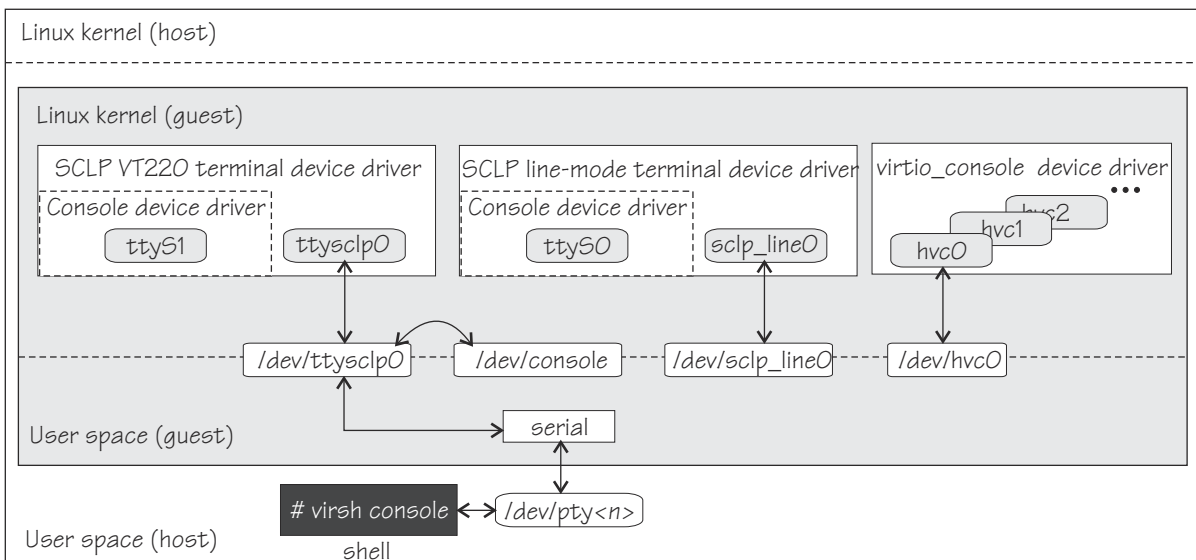 Linux kernel (host)
Linux kernel (guest)
SCLP VT220 terminal device driver
Console device driver
ttyS1
ttysclp0
SCLP line-mode terminal device driver
Console device driver
ttyS0
sclp_line0
virtio_console device driver
•••
hvc2
hvc1
hvc0
/dev/ttysclp0
/dev/console
/dev/sclp_line0
/dev/hvc0
User space (guest)
serial
# virsh console
/dev/pty<n>
User space (host)
shell